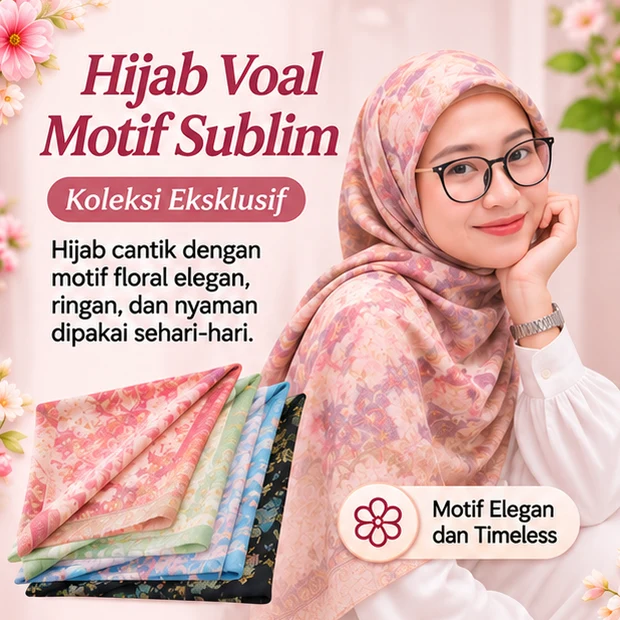 Hijab Voal
Motif Sublim
Koleksi Eksklusif
Hijab cantik dengan
motif floral elegan,
ringan, dan nyaman
dipakai sehari-hari.
Motif Elegan
dan Timeless